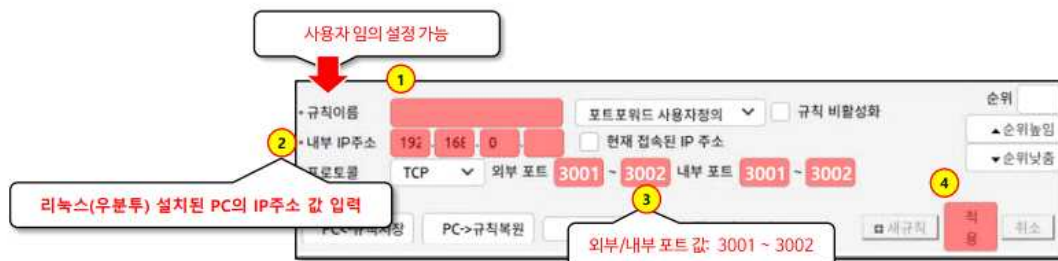 사용자 임의 설정 가능
1
규칙이름 포트포워드 사용자정의 규칙 비활성화 순위
2 내부 IP주소 192 . 168 . 0 . 현재 접속된 IP 주소 ▲순위높임
프로토콜 TCP 외부 포트 3001 ~ 3002 내부 포트 3001 ~ 3002 ▼순위낮춤
리눅스(우분투) 설치된 PC의 IP주소 값 입력
3
4
PC<-규칙저장 PC->규칙복원 새규칙 적용 취소
외부/내부 포트 값: 3001 ~ 3002